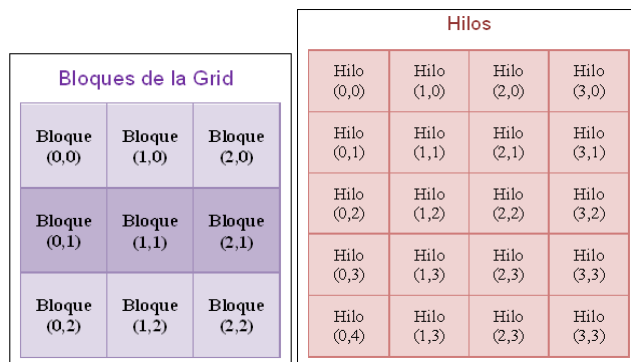 Bloques de la Grid
Bloque Bloque Bloque
(0,0) (1,0) (2,0)
Bloque Bloque Bloque
(0,1) (1,1) (2,1)
Bloque Bloque Bloque
(0,2) (1,2) (2,2)
Hilos
Hilo Hilo Hilo Hilo
(0,0) (1,0) (2,0) (3,0)
Hilo Hilo Hilo Hilo
(0,1) (1,1) (2,1) (3,1)
Hilo Hilo Hilo Hilo
(0,2) (1,2) (2,2) (3,2)
Hilo Hilo Hilo Hilo
(0,3) (1,3) (2,3) (3,3)
Hilo Hilo Hilo Hilo
(0,4) (1,3) (2,3) (3,3)